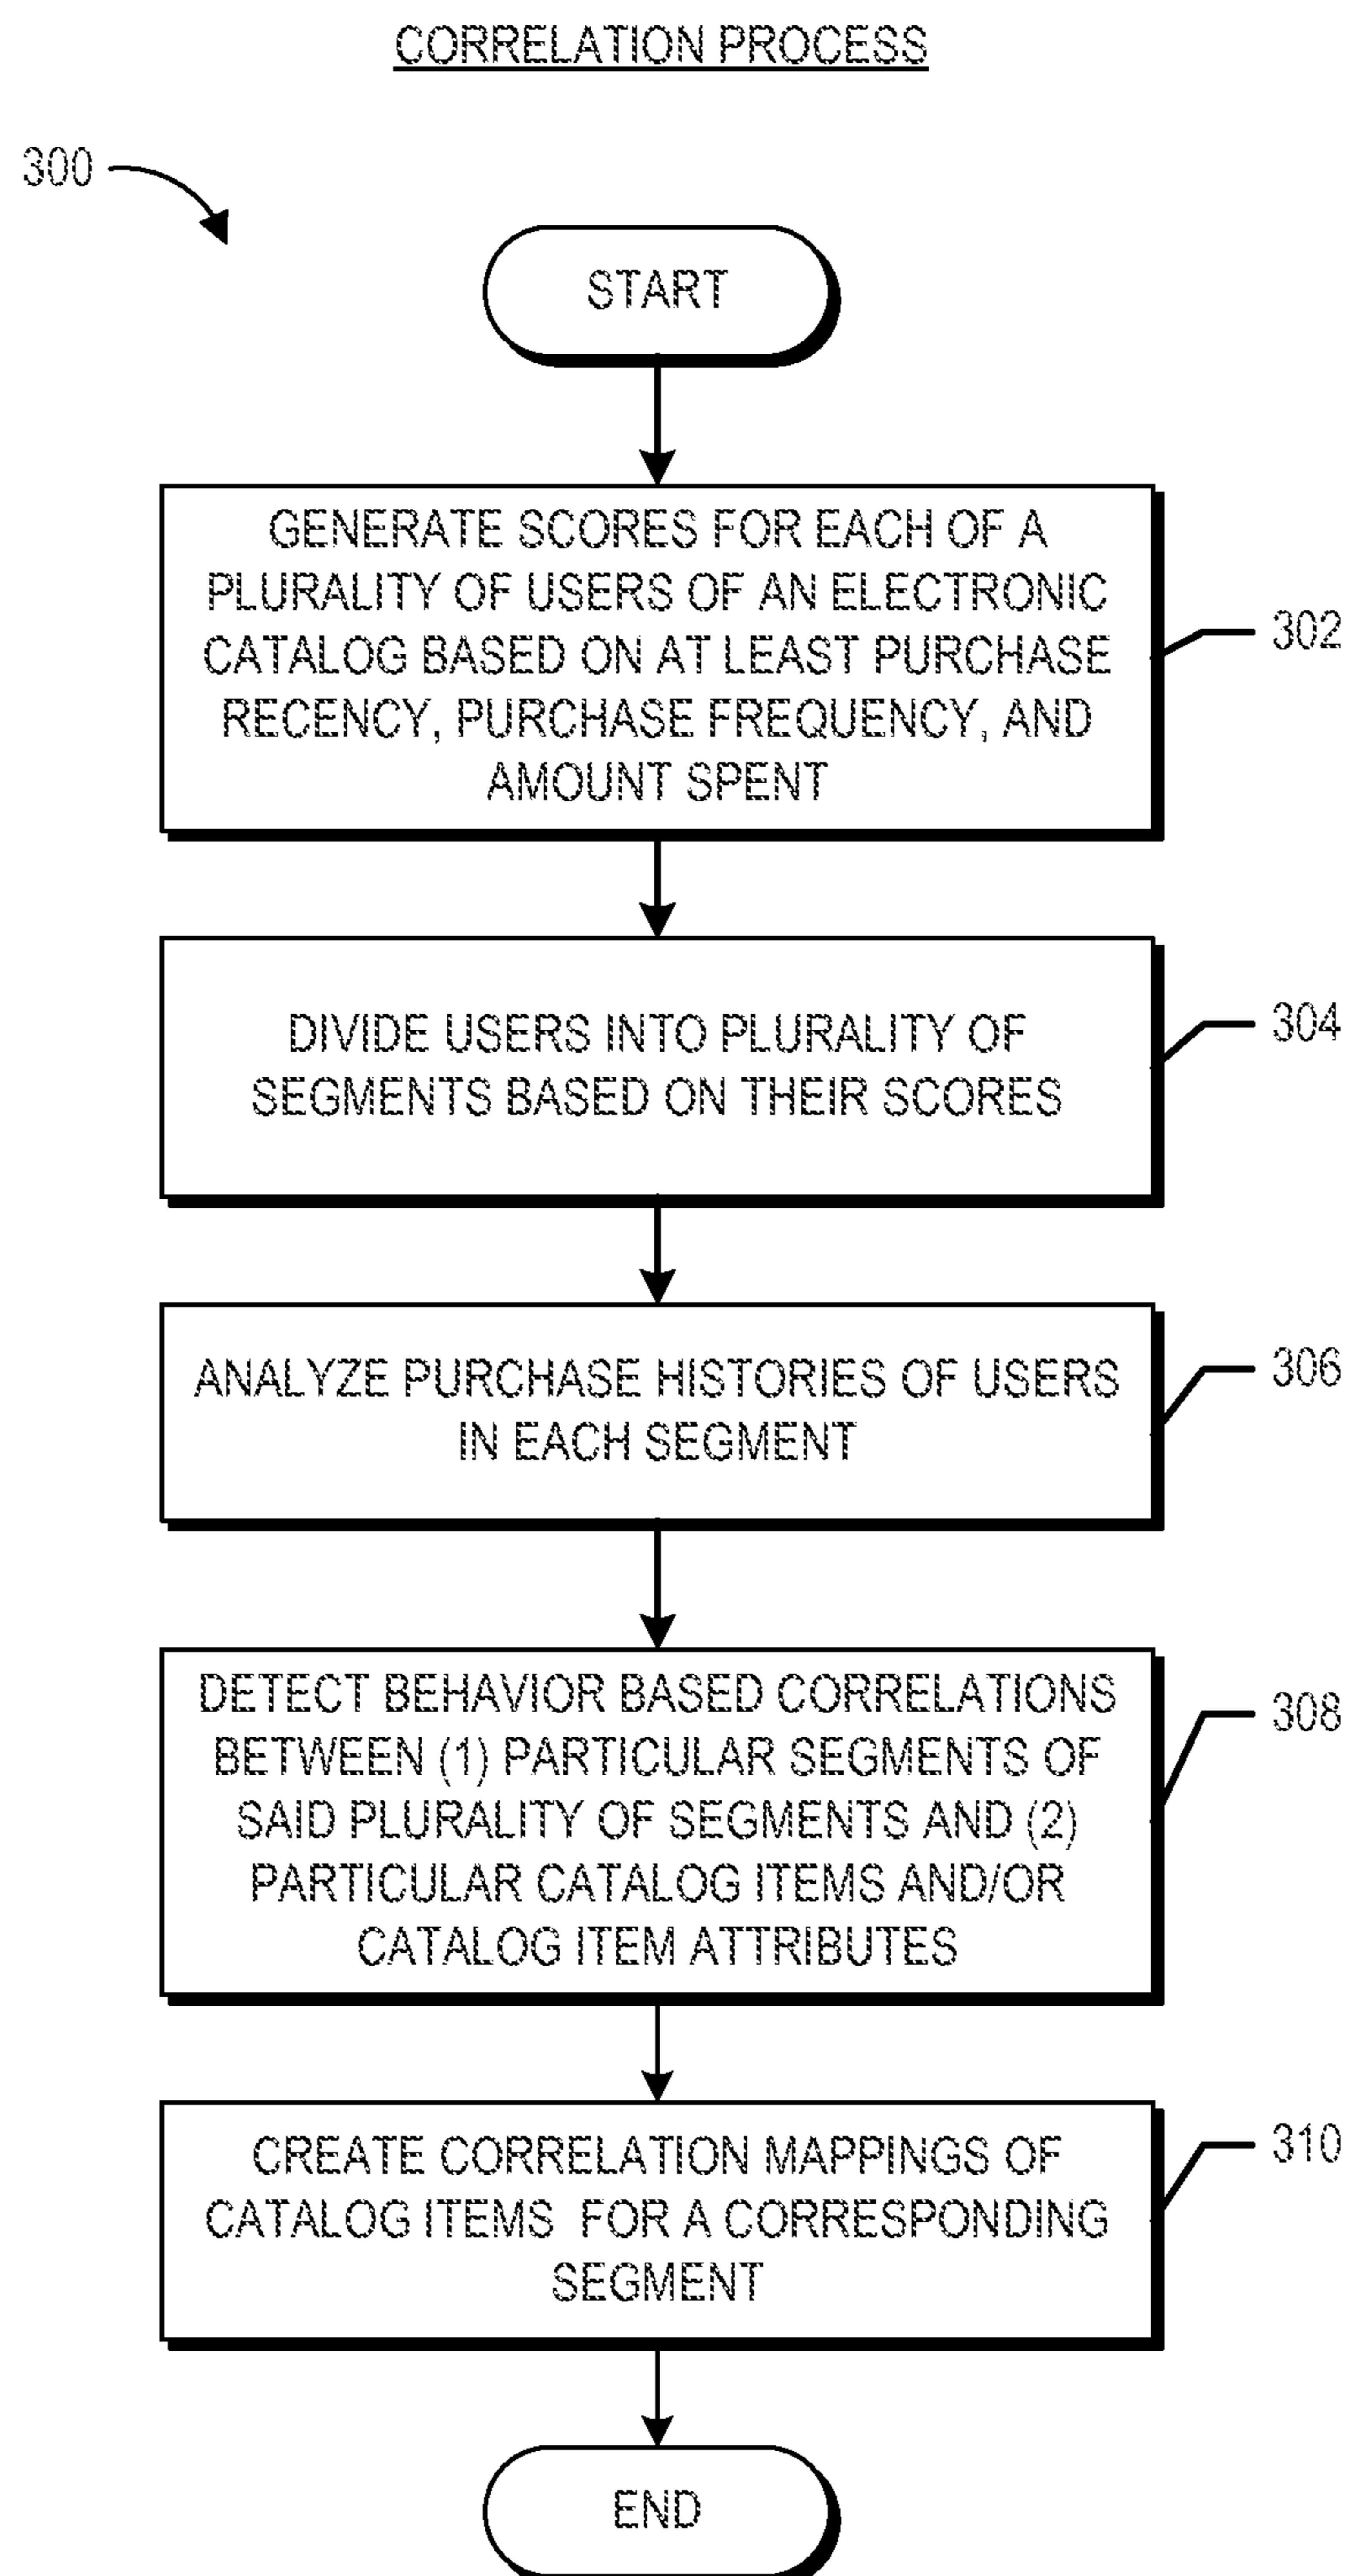 CORRELATION PROCESS
300
START
GENERATE SCORES FOR EACH OF A
PLURALITY OF USERS OF AN ELECTRONIC
CATALOG BASED ON AT LEAST PURCHASE
RECENCY, PURCHASE FREQUENCY, AND
AMOUNT SPENT
302
DIVIDE USERS INTO PLURALITY OF
SEGMENTS BASED ON THEIR SCORES
304
ANALYZE PURCHASE HISTORIES OF USERS
IN EACH SEGMENT
306
DETECT BEHAVIOR BASED CORRELATIONS
BETWEEN (1) PARTICULAR SEGMENTS OF
SAID PLURALITY OF SEGMENTS AND (2)
PARTICULAR CATALOG ITEMS AND/OR
CATALOG ITEM ATTRIBUTES
308
CREATE CORRELATION MAPPINGS OF
CATALOG ITEMS FOR A CORRESPONDING
SEGMENT
310
END